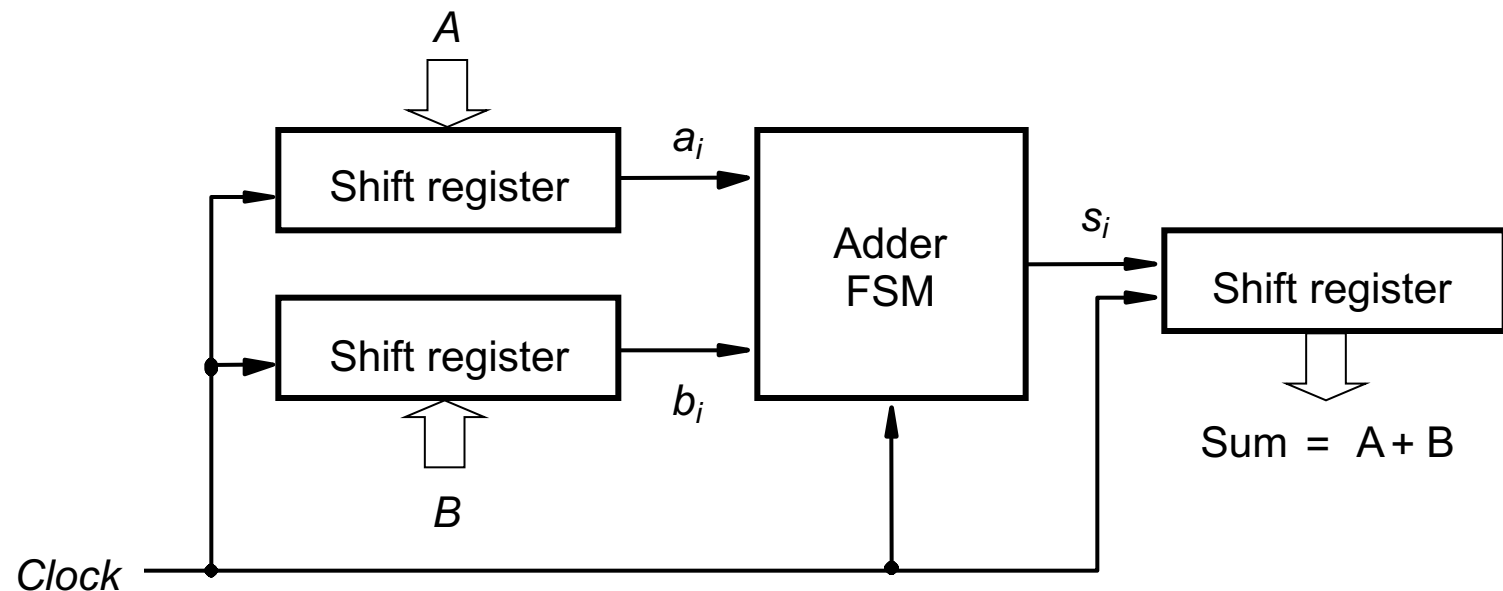 A
Shift register
a_i
Adder
FSM
s_i
Shift register
Shift register
b_i
Sum = A + B
B
Clock